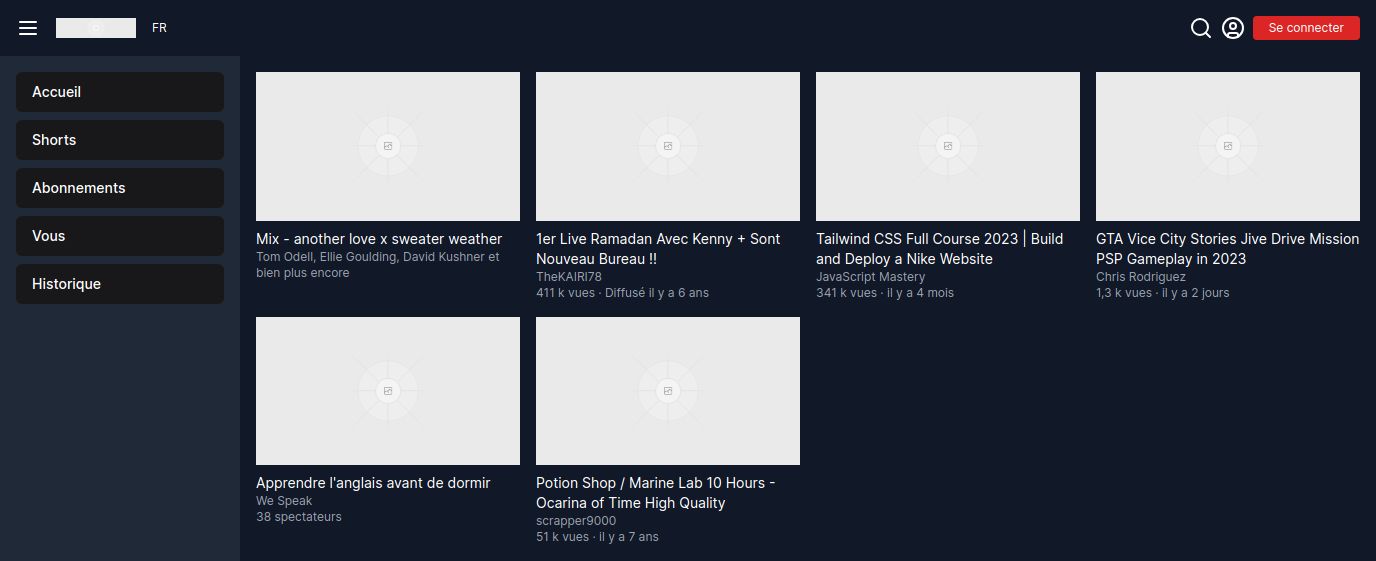 FR
Se connecter
Accueil
Shorts
Abonnements
Vous
Historique
Mix - another love x sweater weather
Tom Odell, Ellie Goulding, David Kushner et
bien plus encore
1er Live Ramadan Avec Kenny + Sont
Nouveau Bureau !!
TheKAIRI78
411 k vues · Diffusé il y a 6 ans
Tailwind CSS Full Course 2023 | Build
and Deploy a Nike Website
JavaScript Mastery
341 k vues · il y a 4 mois
GTA Vice City Stories Jive Drive Mission
PSP Gameplay in 2023
Chris Rodriguez
1,3 k vues · il y a 2 jours
Apprendre l'anglais avant de dormir
We Speak
38 spectateurs
Potion Shop / Marine Lab 10 Hours -
Ocarina of Time High Quality
scrapper9000
51 k vues · il y a 7 ans